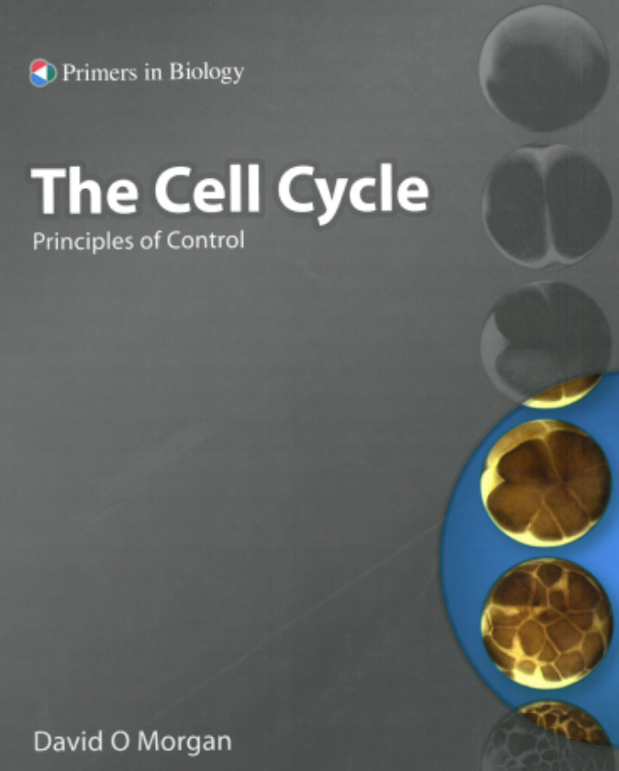 Primers in Biology
The Cell Cycle
Principles of Control
David O Morgan